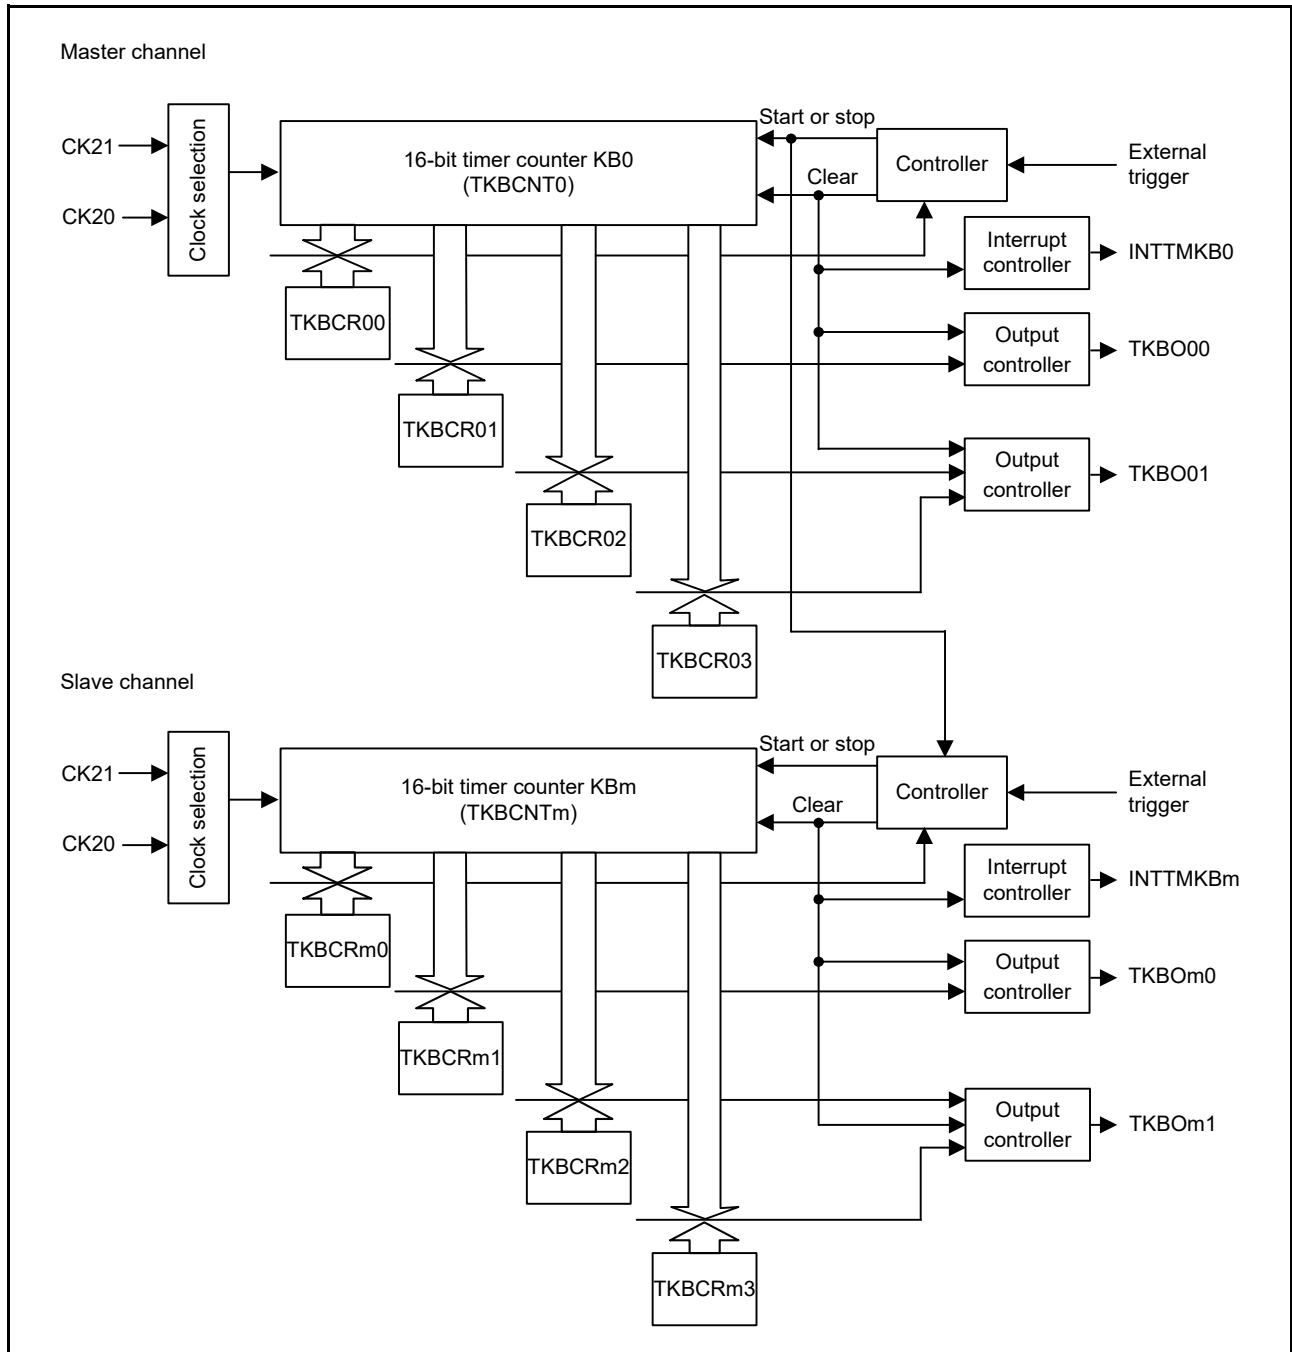 Master channel
CK21
CK20
Clock selection
16-bit timer counter KB0
(TKBCNT0)
Start or stop
Clear
Controller
External
trigger
Interrupt
controller
INTTMKB0
TKBCR00
Output
controller
TKBO00
TKBCR01
Output
controller
TKBO01
TKBCR02
TKBCR03
Slave channel
CK21
CK20
Clock selection
16-bit timer counter KBm
(TKBCNTm)
Start or stop
Clear
Controller
External
trigger
Interrupt
controller
INTTMKBm
TKBCRm0
Output
controller
TKBOm0
TKBCRm1
Output
controller
TKBOm1
TKBCRm2
TKBCRm3